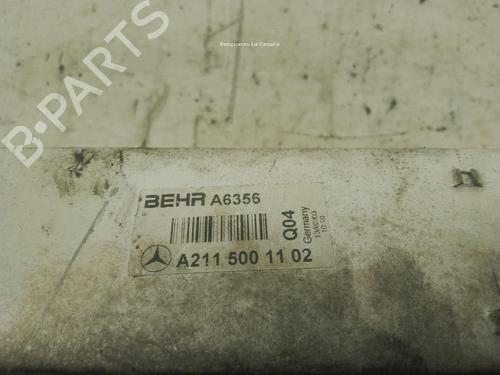 Desguaces La Cabaña
B-PARTS
BEHR A6356
Q04
Germany
A211 500 11 02